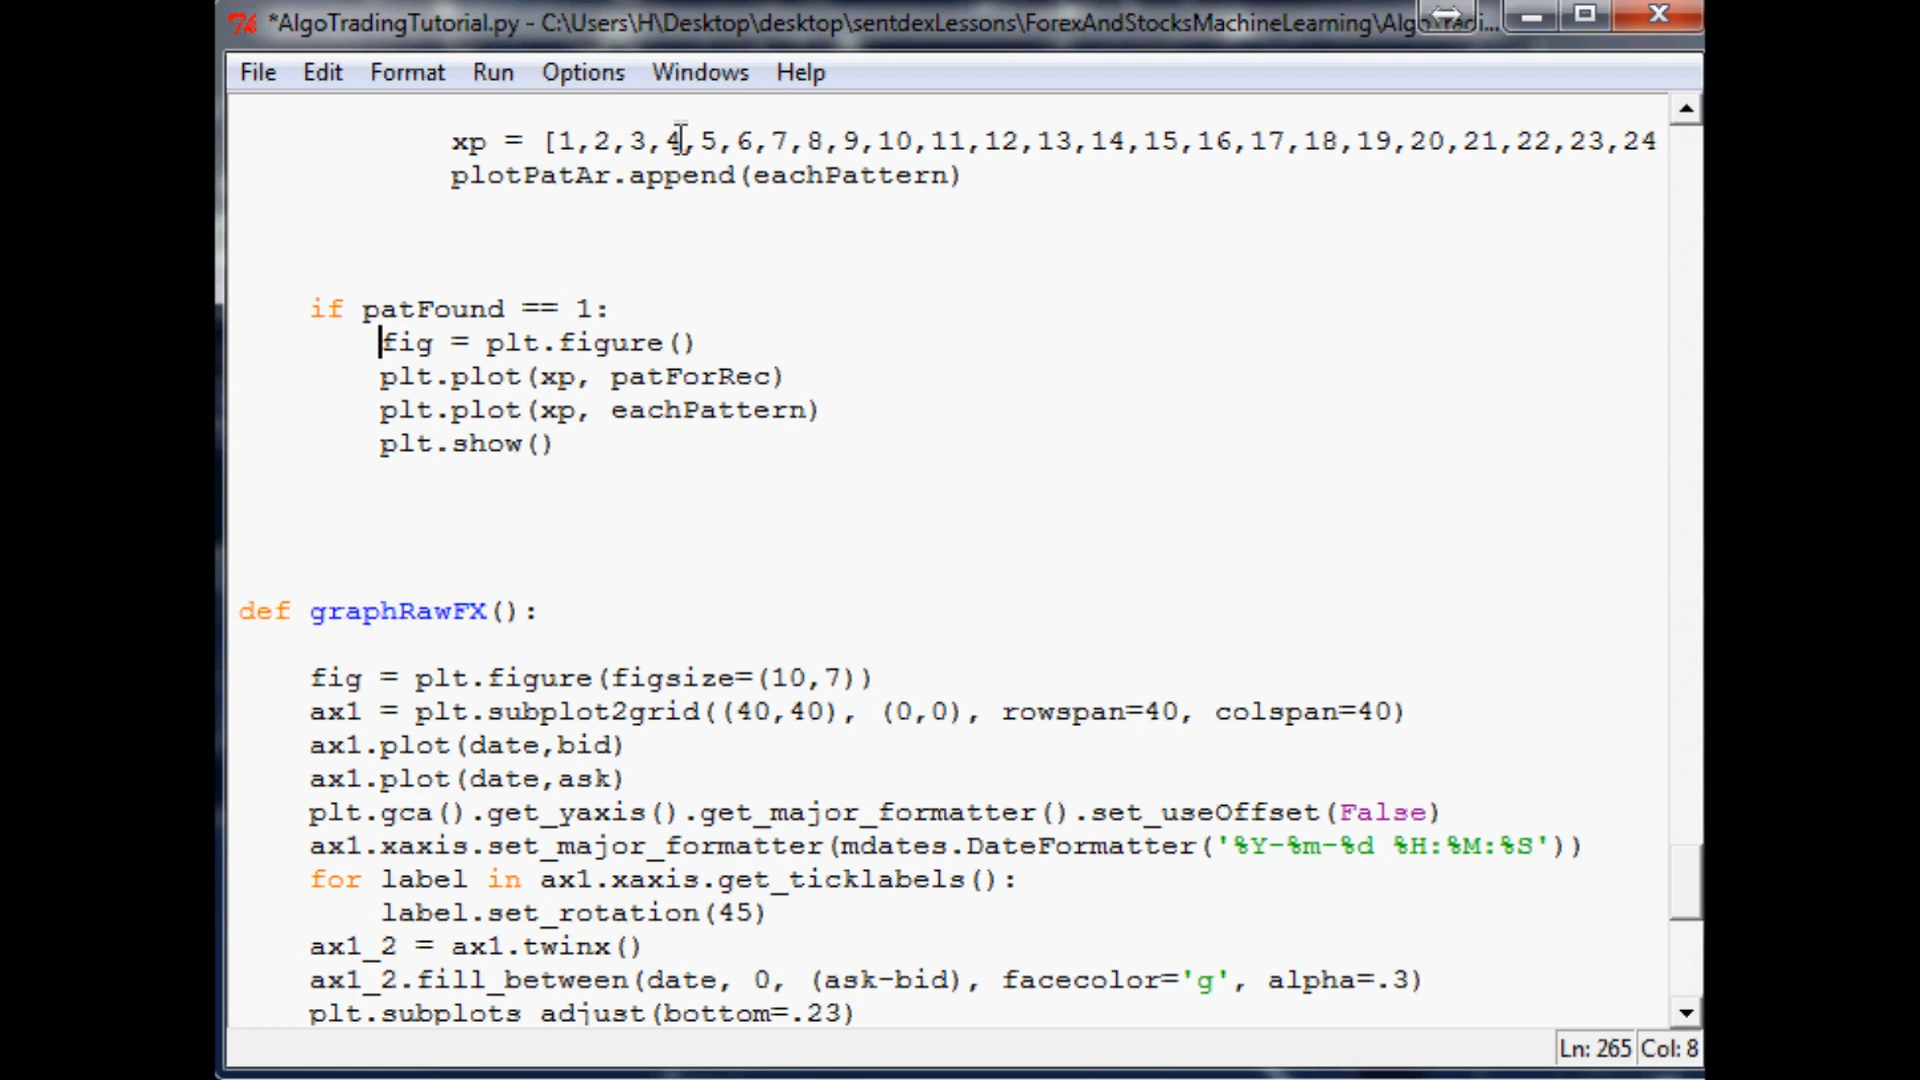 *AlgoTradingTutorial.py - C:\Users\H\Desktop\desktop\sentdexLessons\ForexAndStocksMachineLearning\AlgoTradi...
File Edit Format Run Options Windows Help
xp = [1,2,3,4,5,6,7,8,9,10,11,12,13,14,15,16,17,18,19,20,21,22,23,24
plotPatAr.append(eachPattern)
if patFound == 1:
fig = plt.figure()
plt.plot(xp, patForRec)
plt.plot(xp, eachPattern)
plt.show()
def graphRawFX():
fig = plt.figure(figsize=(10,7))
ax1 = plt.subplot2grid((40,40), (0,0), rowspan=40, colspan=40)
ax1.plot(date,bid)
ax1.plot(date,ask)
plt.gca().get_yaxis().get_major_formatter().set_useOffset(False)
ax1.xaxis.set_major_formatter(mdates.DateFormatter('%Y-%m-%d %H:%M:%S'))
for label in ax1.xaxis.get_ticklabels():
label.set_rotation(45)
ax1_2 = ax1.twinx()
ax1_2.fill_between(date, 0, (ask-bid), facecolor='g', alpha=.3)
plt.subplots_adjust(bottom=.23)
Ln: 265 Col: 8